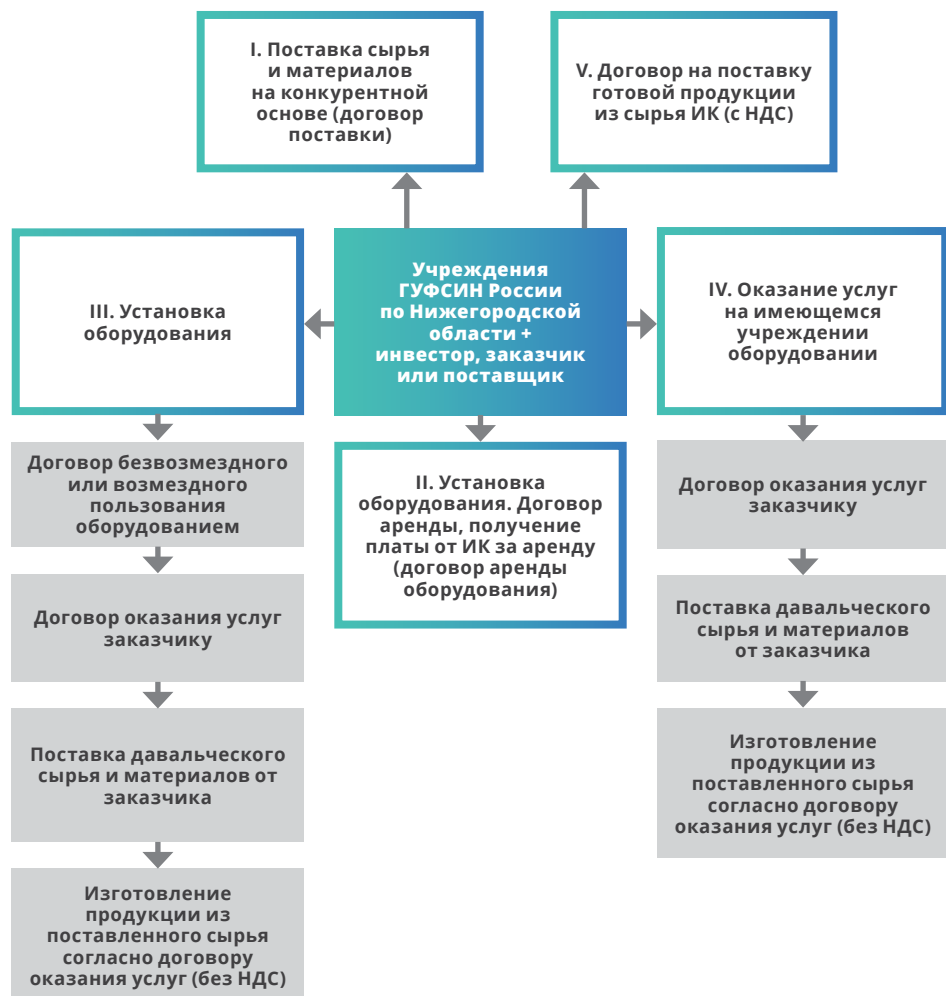 I. Поставка сырья
и материалов
на конкурентной
основе (договор
поставки)
V. Договор на поставку
готовой продукции
из сырья ИК (с НДС)
III. Установка
оборудования
Учреждения
ГУФСИН России
по Нижегородской
области +
инвестор, заказчик
или поставщик
IV. Оказание услуг
на имеющемся
учреждении
оборудовании
Договор безвозмездного
или возмездного
пользования
оборудованием
Договор оказания услуг
заказчику
Поставка давальческого
сырья и материалов от
заказчика
Изготовление
продукции из
поставленного сырья
согласно договору
оказания услуг (без НДС)
II. Установка
оборудования. Договор
аренды, получение
платы от ИК за аренду
(договор аренды
оборудования)
Договор оказания услуг
заказчику
Поставка давальческого
сырья и материалов
от заказчика
Изготовление
продукции из
поставленного сырья
согласно договору
оказания услуг (без НДС)